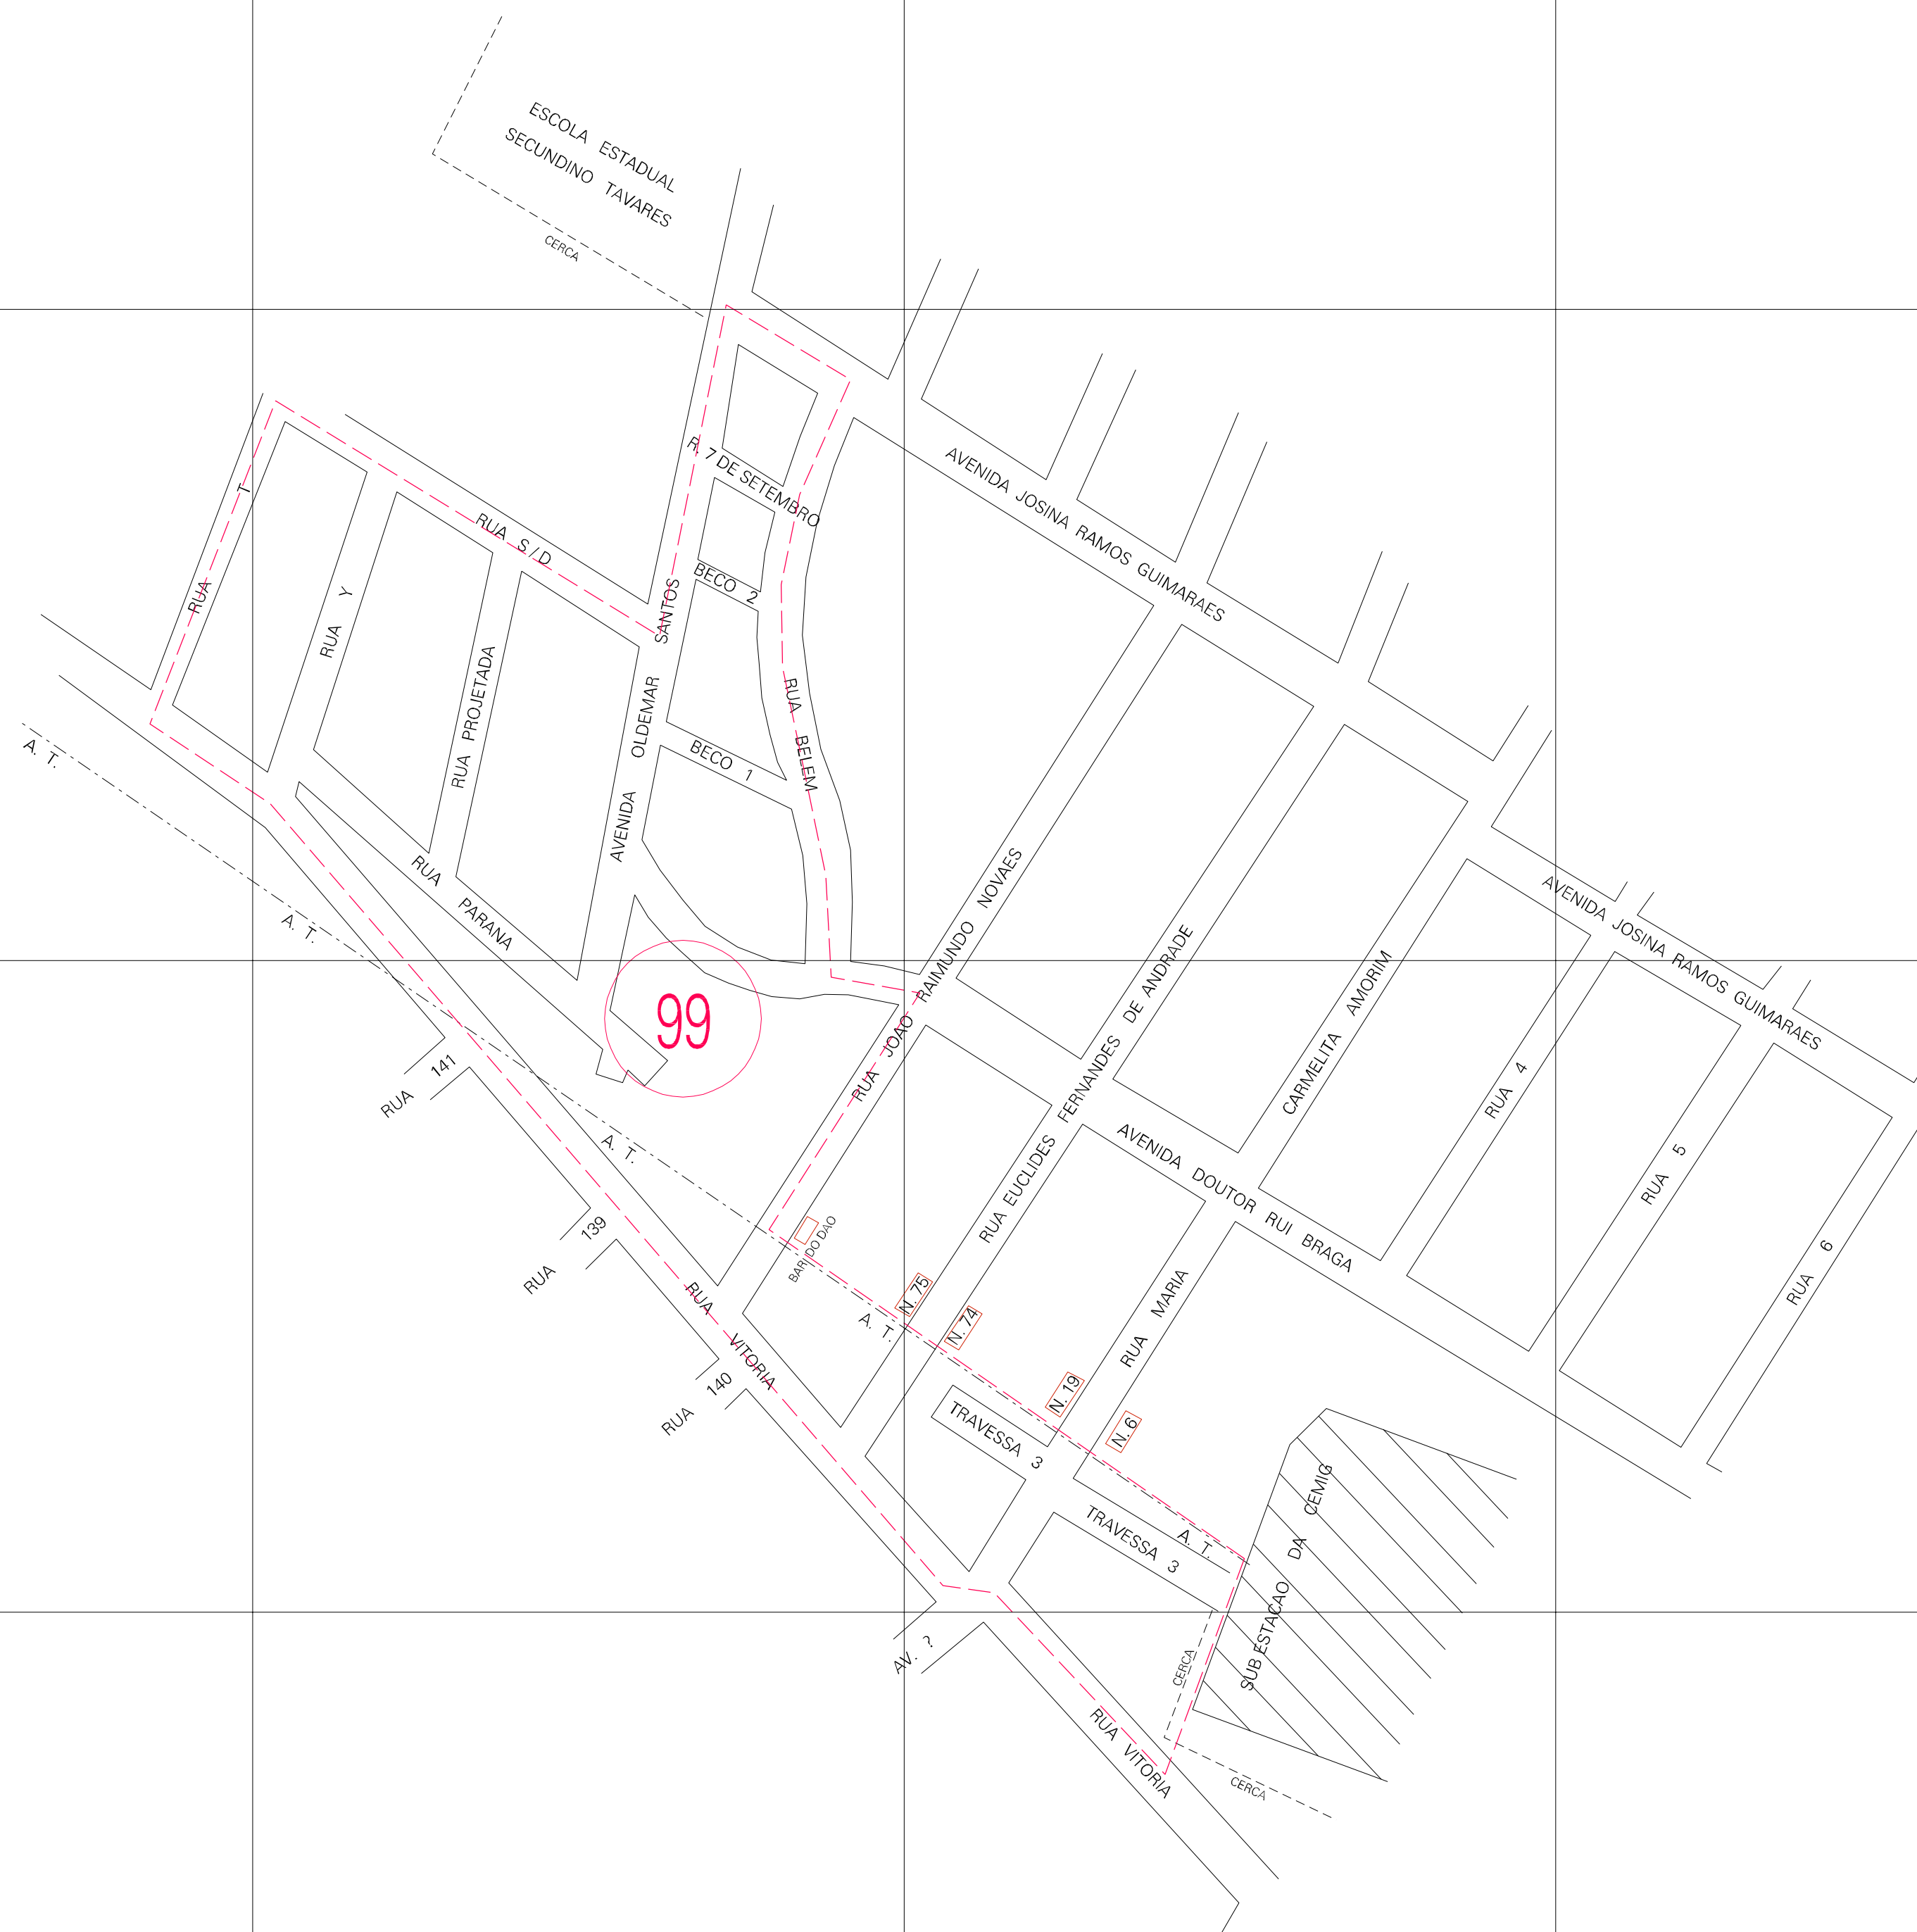 ESCOLA ESTADUAL
SECUNDINO TAVARES
CERCA
R. 7 DE SETEMBRO
AVENIDA JOSINA RAMOS GUIMARAES
RUA T
RUA S/D
RUA Y
BECO 2
RUA PROJETADA
AVENIDA OLDEMAR SANTOS
RUA BELEM
BECO 1
A. T.
RUA PARANA
A. T.
RUA JOAO RAIMUNDO NOVAES
AVENIDA JOSINA RAMOS GUIMARAES
RUA EUCLIDES FERNANDES DE ANDRADE
CARMELITA AMORIM
99
RUA 141
RUA 4
A. T.
AVENIDA DOUTOR RUI BRAGA
RUA 5
RUA 6
RUA 139
BAR DO DAO
N. 75
N. 74
A. T.
RUA VITORIA
RUA MARIA
RUA 140
N. 19
N. 6
TRAVESSA 3
TRAVESSA 3
A. T.
SUB ESTACAO DA CEMIG
AV. ?
CERCA
RUA VITORIA
CERCA